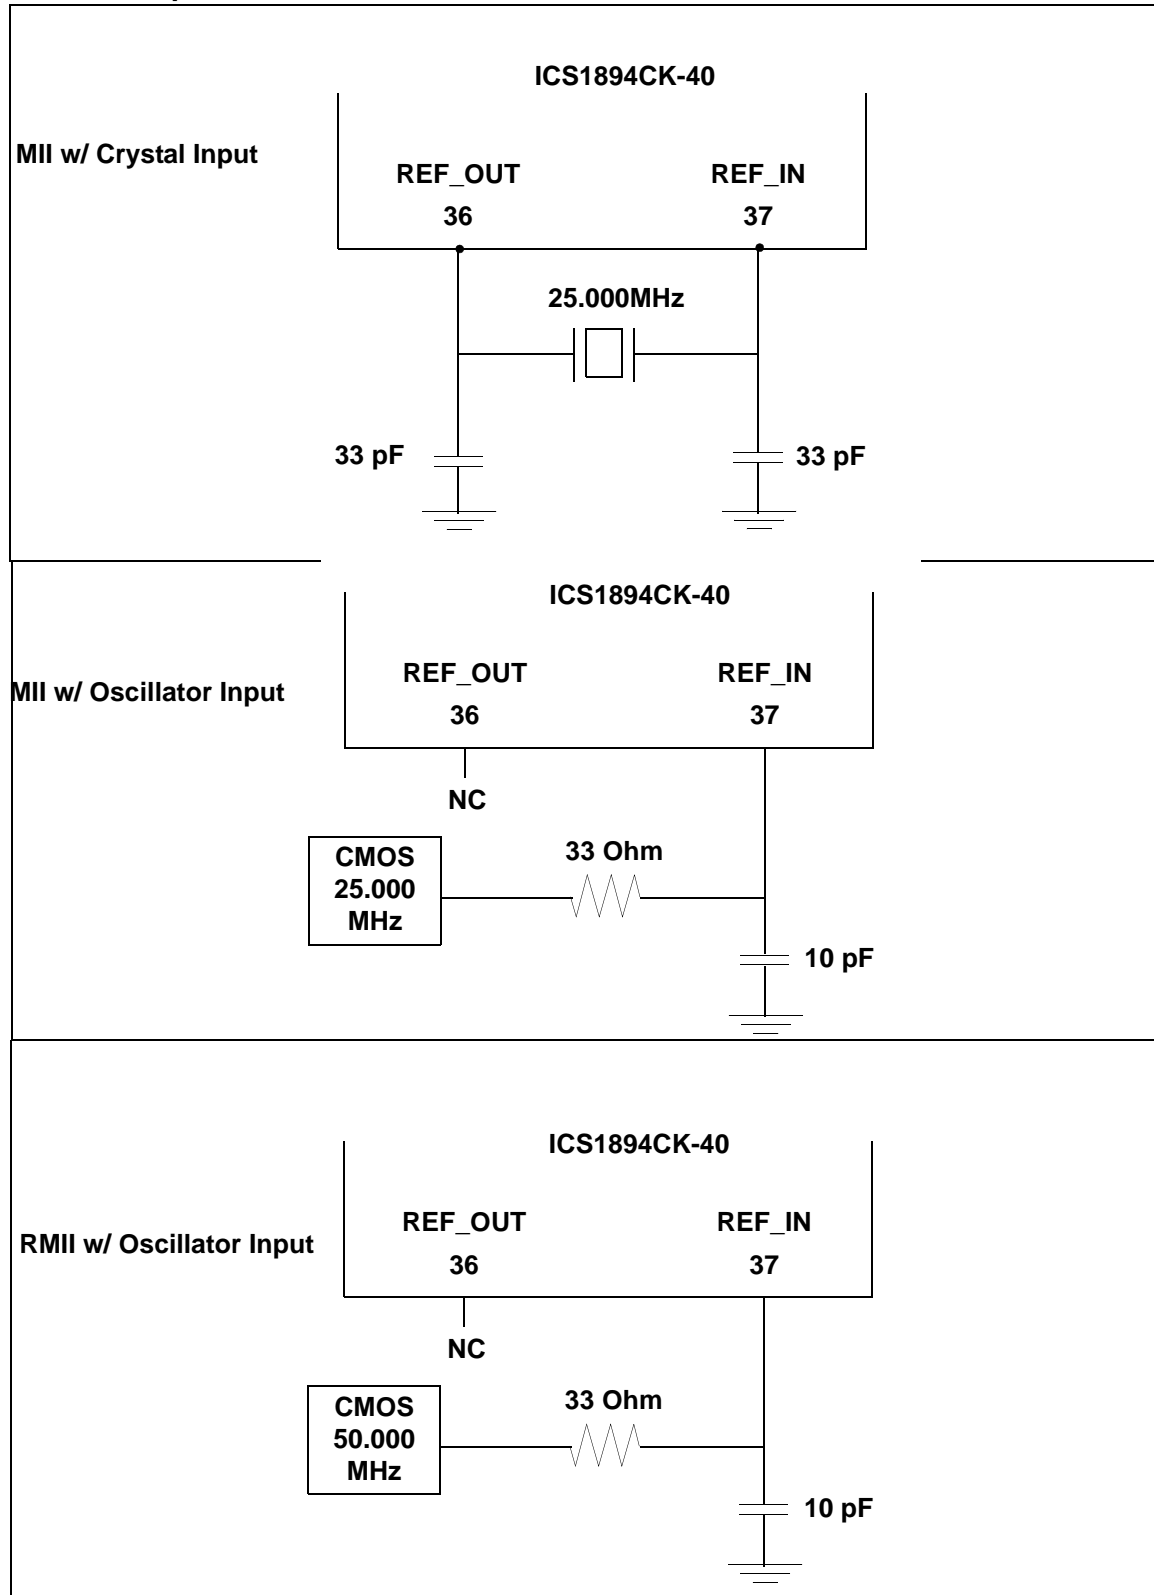 ICS1894CK-40
MII w/ Crystal Input
REF_OUT
REF_IN
36
37
25.000MHz
33 pF
33 pF
ICS1894CK-40
MII w/ Oscillator Input
REF_OUT
REF_IN
36
37
NC
CMOS
25.000
MHz
33 Ohm
10 pF
ICS1894CK-40
RMII w/ Oscillator Input
REF_OUT
REF_IN
36
37
NC
CMOS
50.000
MHz
33 Ohm
10 pF